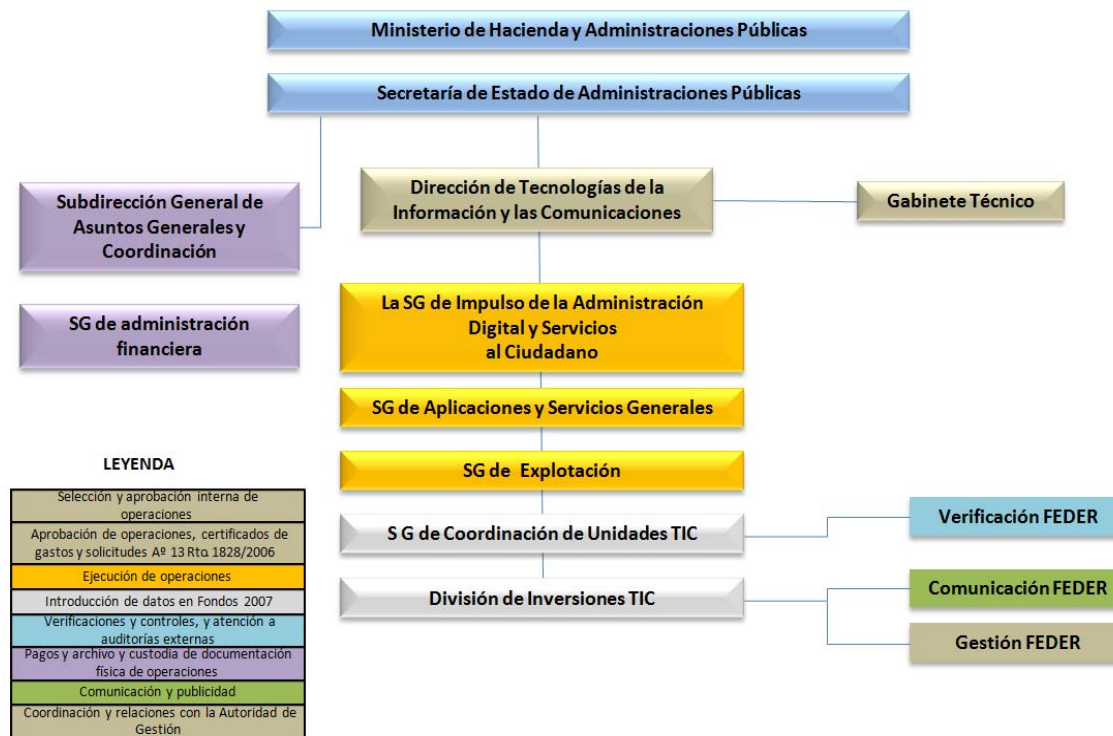 Ministerio de Hacienda y Administraciones Públicas
Secretaría de Estado de Administraciones Públicas
Subdirección General de
Asuntos Generales y
Coordinación
Dirección de Tecnologías de la
Información y las Comunicaciones
Gabinete Técnico
SG de administración
financiera
La SG de Impulso de la Administración
Digital y Servicios
al Ciudadano
SG de Aplicaciones y Servicios Generales
SG de Explotación
S G de Coordinación de Unidades TIC
División de Inversiones TIC
Verificación FEDER
Comunicación FEDER
Gestión FEDER
LEYENDA
Selección y aprobación interna de
operaciones
Aprobación de operaciones, certificados de
gastos y solicitudes Aº 13 Rto. 1828/2006
Ejecución de operaciones
Introducción de datos en Fondos 2007
Verificaciones y controles, y atención a
auditorías externas
Pagos y archivo y custodia de documentación
física de operaciones
Comunicación y publicidad
Coordinación y relaciones con la Autoridad de
Gestión